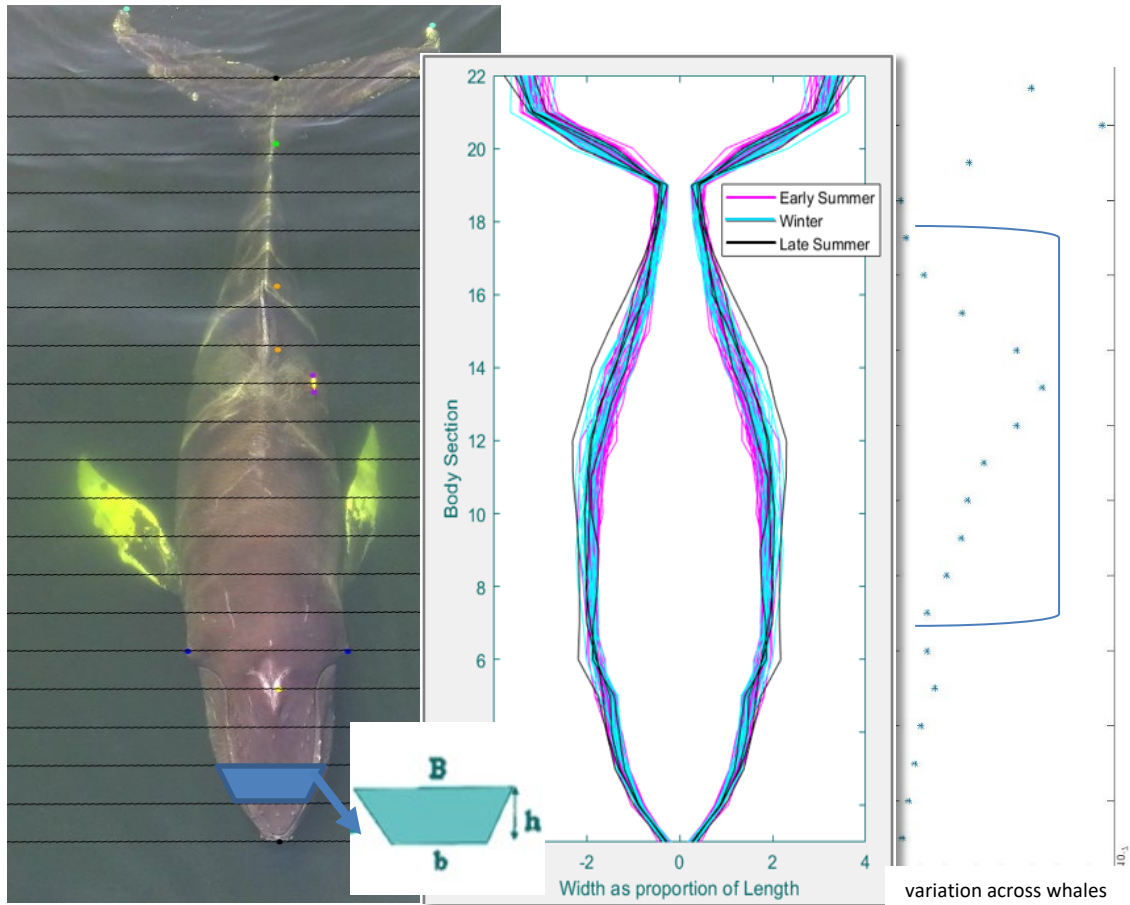 22
20
18
16
14
12
10
8
6
Body Section
Early Summer
Winter
Late Summer
-2
0
2
4
Width as proportion of Length
B
h
b
variation across whales